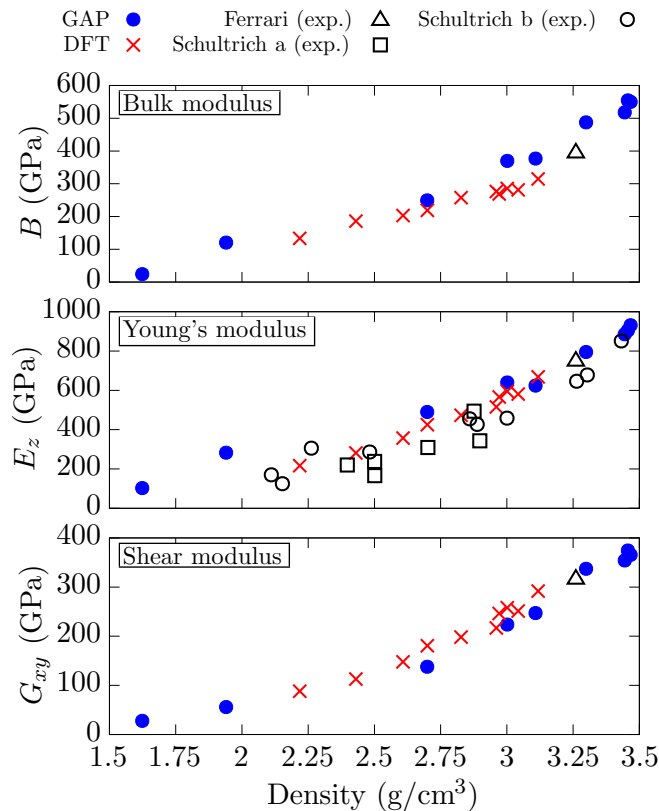 GAP Ferrari (exp.) Schultrich b (exp.)
DFT Schultrich a (exp.)
Bulk modulus
B (GPa)
600
500
400
300
200
100
0
Young's modulus
E_z (GPa)
1000
800
600
400
200
0
Shear modulus
G_xy (GPa)
400
300
200
100
0
1.5 1.75 2 2.25 2.5 2.75 3 3.25 3.5
Density (g/cm³)